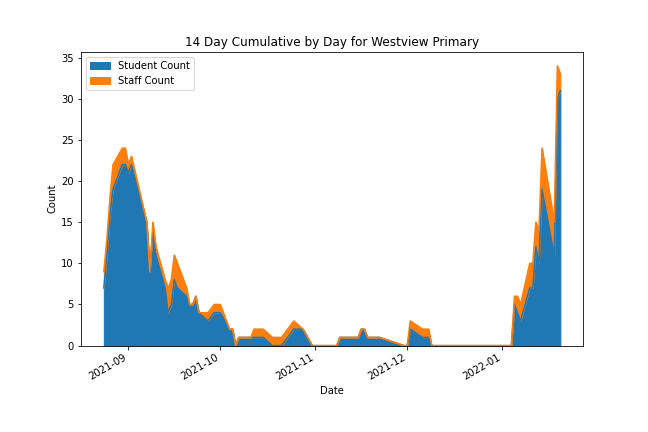 14 Day Cumulative by Day for Westview Primary
Student Count
Staff Count
35
30
25
20
15
10
5
0
Count
2021-09
2021-10
2021-11
2021-12
2022-01
Date